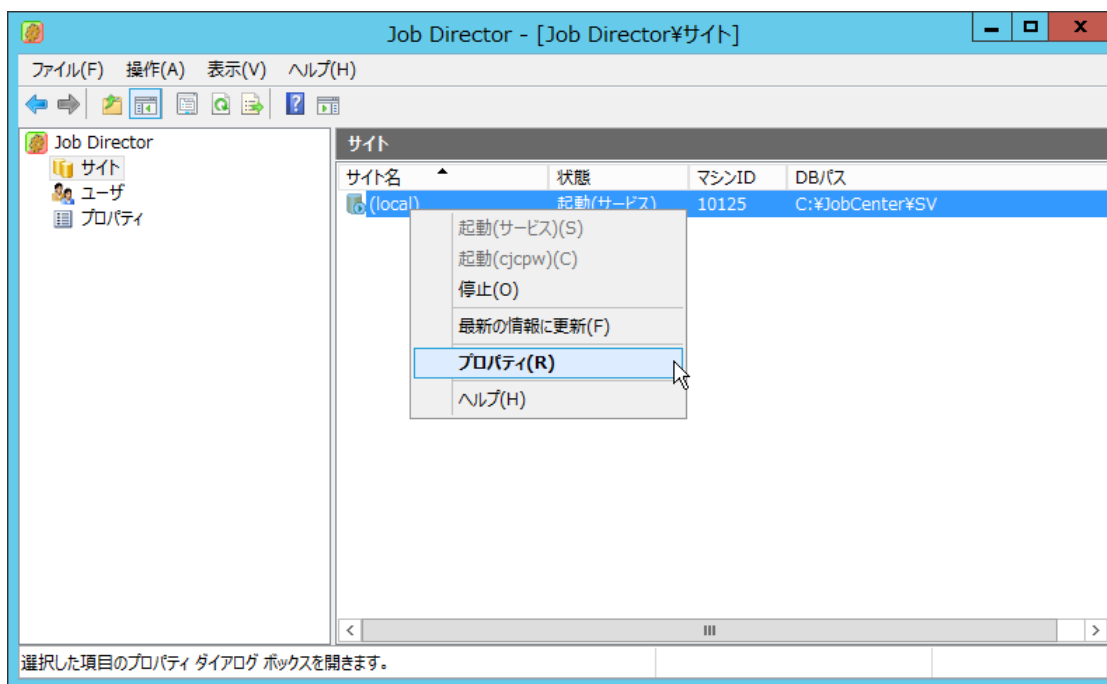 Job Director - [Job Director¥サイト]
ファイル(F) 操作(A) 表示(V) ヘルプ(H)
Job Director
サイト
ユーザ
プロパティ
サイト
サイト名 状態 マシンID DBパス
(local) 起動(サービス) 10125 C:¥JobCenter¥SV
起動(サービス)(S)
起動(cjcpw)(C)
停止(O)
最新の情報に更新(F)
プロパティ(R)
ヘルプ(H)
選択した項目のプロパティ ダイアログ ボックスを開きます。